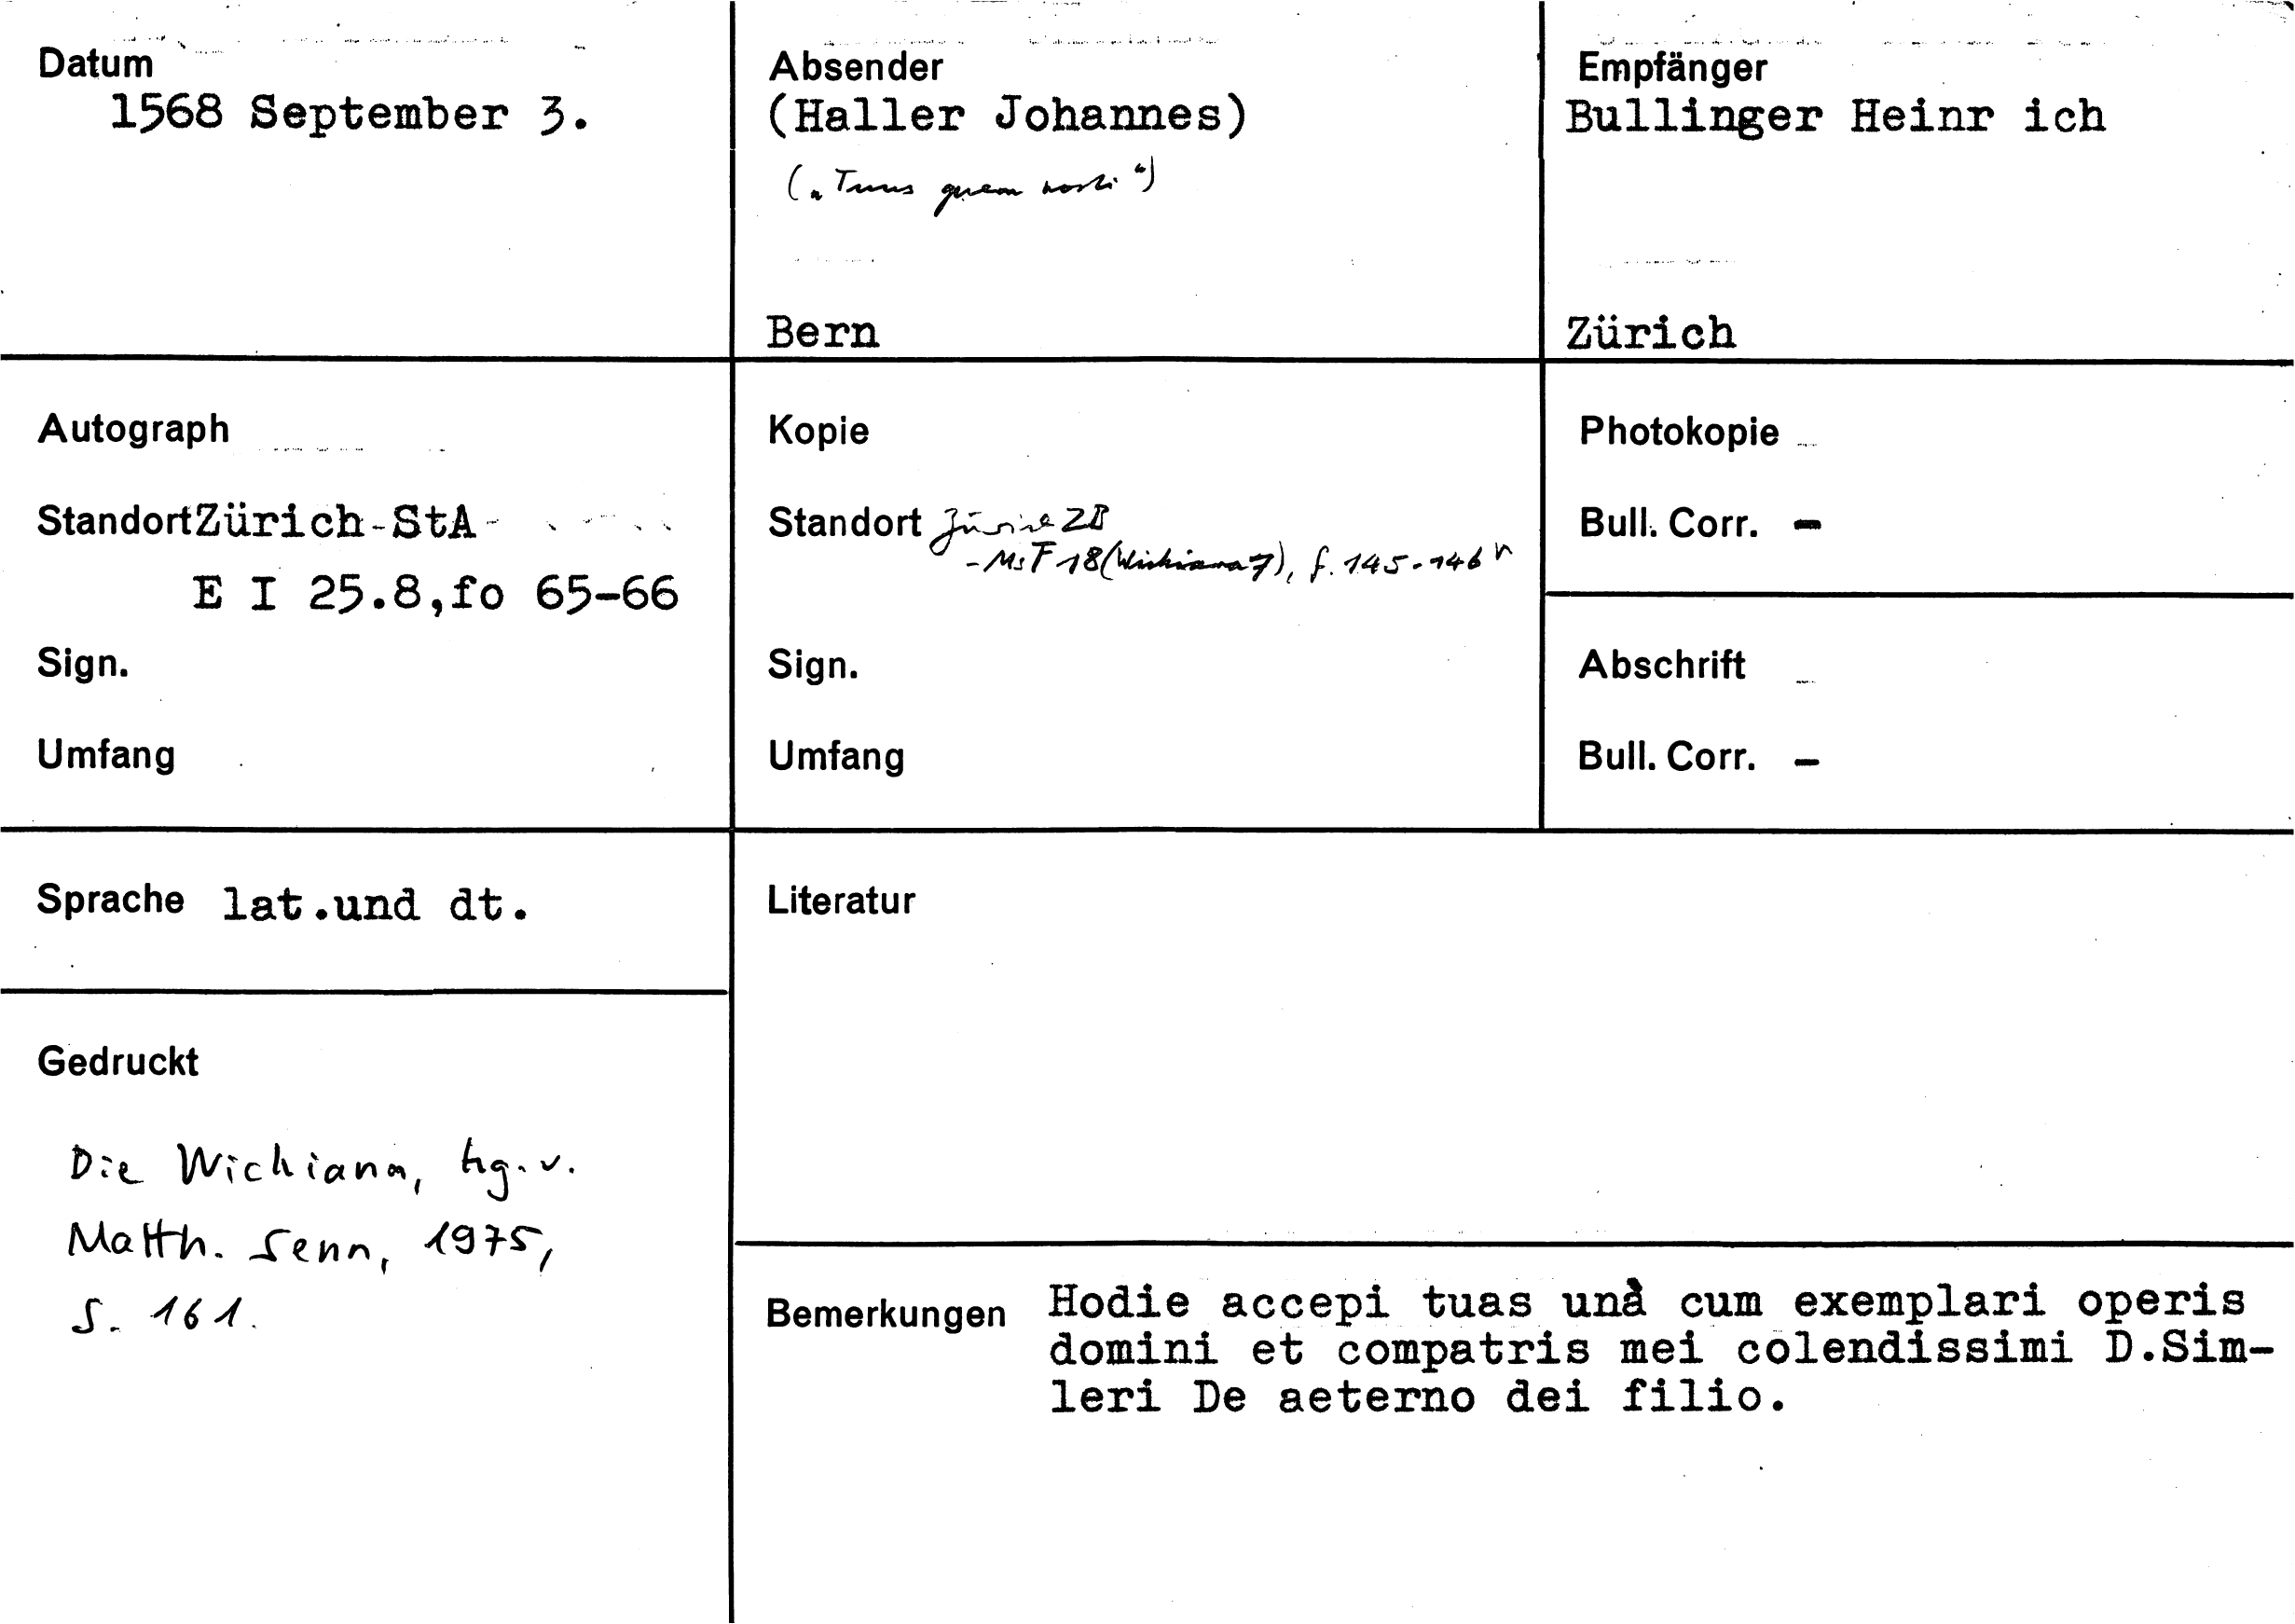 Datum
1568 September 3.
Absender
(Haller Johannes)
(„Tuus quem nosti“)
Bern
Empfänger
Bullinger Heinr ich
Zürich
Autograph
Standort Zürich-StA
E I 25.8,fo 65-66
Sign.
Umfang
Kopie
Standort Zürich ZB
- Ms F 18 (Wickiana 7), f. 145-146 v
Sign.
Umfang
Photokopie
Bull. Corr. -
Abschrift
Bull. Corr. -
Sprache lat.und dt.
Gedruckt
Die Wickiana, hg. v.
Matth. Senn, 1975,
S. 161.
Literatur
Bemerkungen Hodie accepi tuas unà cum exemplari operis
domini et compatris mei colendissimi D.Sim-
leri De aeterno dei filio.